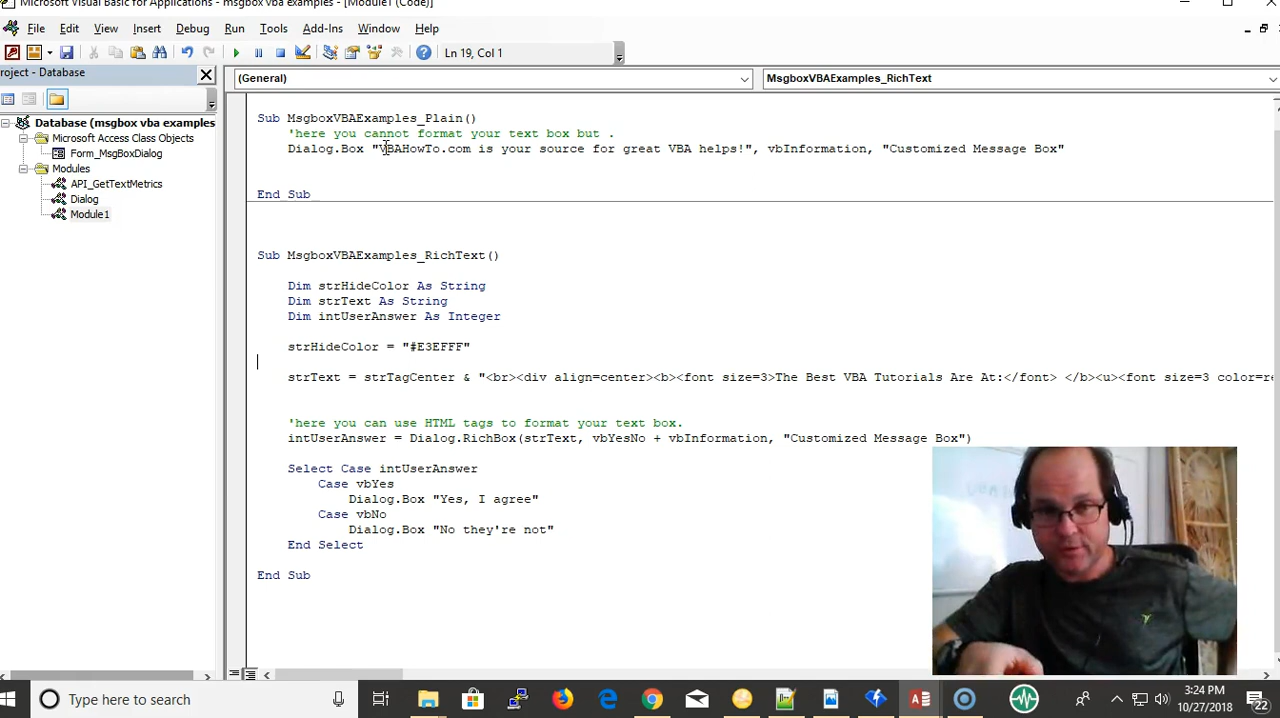 Microsoft Visual Basic for Applications - msgbox vba examples - [Module1 (Code)]
File Edit View Insert Debug Run Tools Add-Ins Window Help
Ln 19, Col 1
roject - Database
(General)
MsgboxVBAExamples_RichText
Database (msgbox vba examples
Microsoft Access Class Objects
Form_MsgBoxDialog
Modules
API_GetTextMetrics
Dialog
Module1
Sub MsgboxVBAExamples_Plain()
'here you cannot format your text box but .
Dialog.Box "VBAHowTo.com is your source for great VBA helps!", vbInformation, "Customized Message Box"
End Sub
Sub MsgboxVBAExamples_RichText()
Dim strHideColor As String
Dim strText As String
Dim intUserAnswer As Integer
strHideColor = "#E3EFFF"
strText = strTagCenter & "<br><div align=center><b><font size=3>The Best VBA Tutorials Are At:</font> </b><u><font size=3 color=re
'here you can use HTML tags to format your text box.
intUserAnswer = Dialog.RichBox(strText, vbYesNo + vbInformation, "Customized Message Box")
Select Case intUserAnswer
Case vbYes
Dialog.Box "Yes, I agree"
Case vbNo
Dialog.Box "No they're not"
End Select
End Sub
Type here to search
3:24 PM
10/27/2018
22